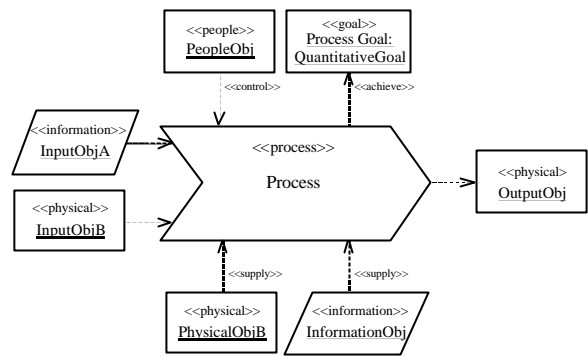 <<people>>
PeopleObj
<<goal>>
Process Goal:
QuantitativeGoal
<<control>>
<<achieve>>
<<information>>
InputObjA
<<process>>
Process
<<physical>>
OutputObj
<<physical>>
InputObjB
<<supply>>
<<supply>>
<<physical>>
PhysicalObjB
<<information>>
InformationObj